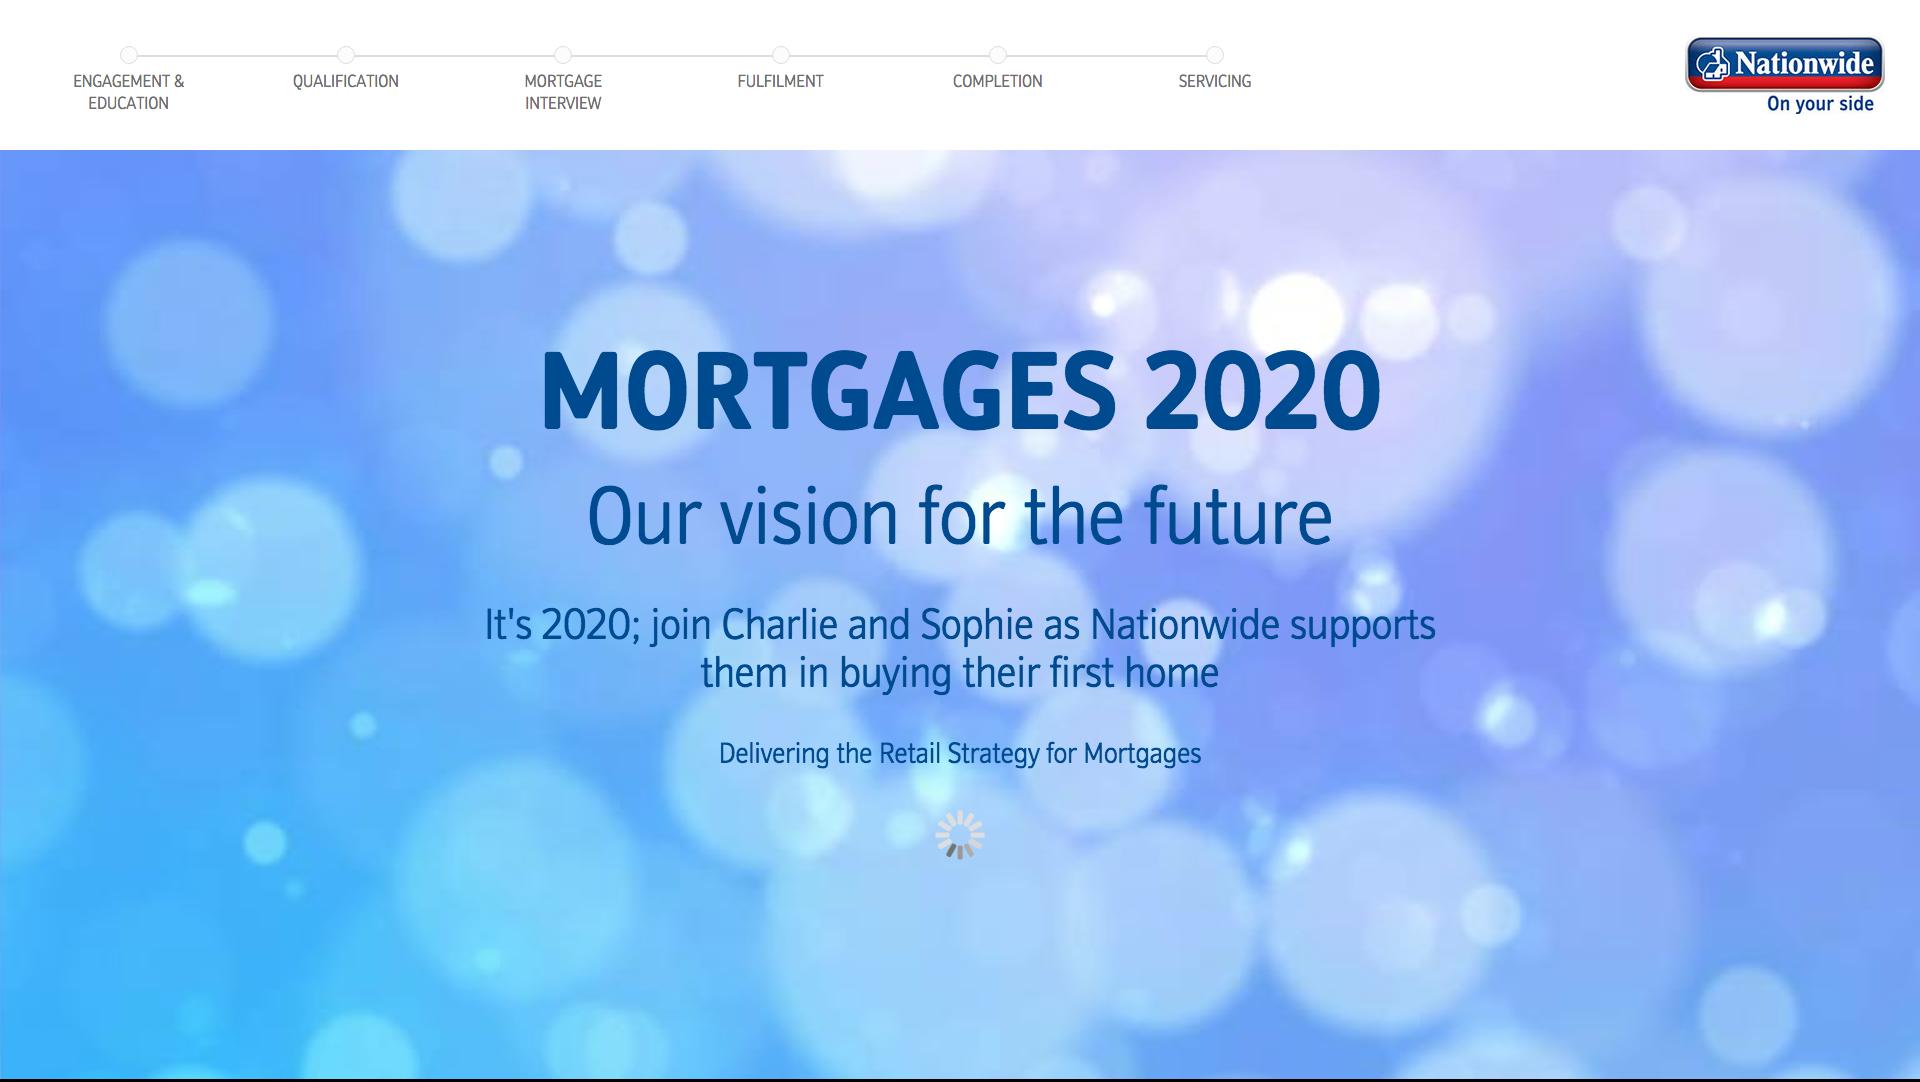 ENGAGEMENT &
EDUCATION
QUALIFICATION
MORTGAGE
INTERVIEW
FULFILMENT
COMPLETION
SERVICING
Nationwide
On your side
MORTGAGES 2020
Our vision for the future
It's 2020; join Charlie and Sophie as Nationwide supports
them in buying their first home
Delivering the Retail Strategy for Mortgages